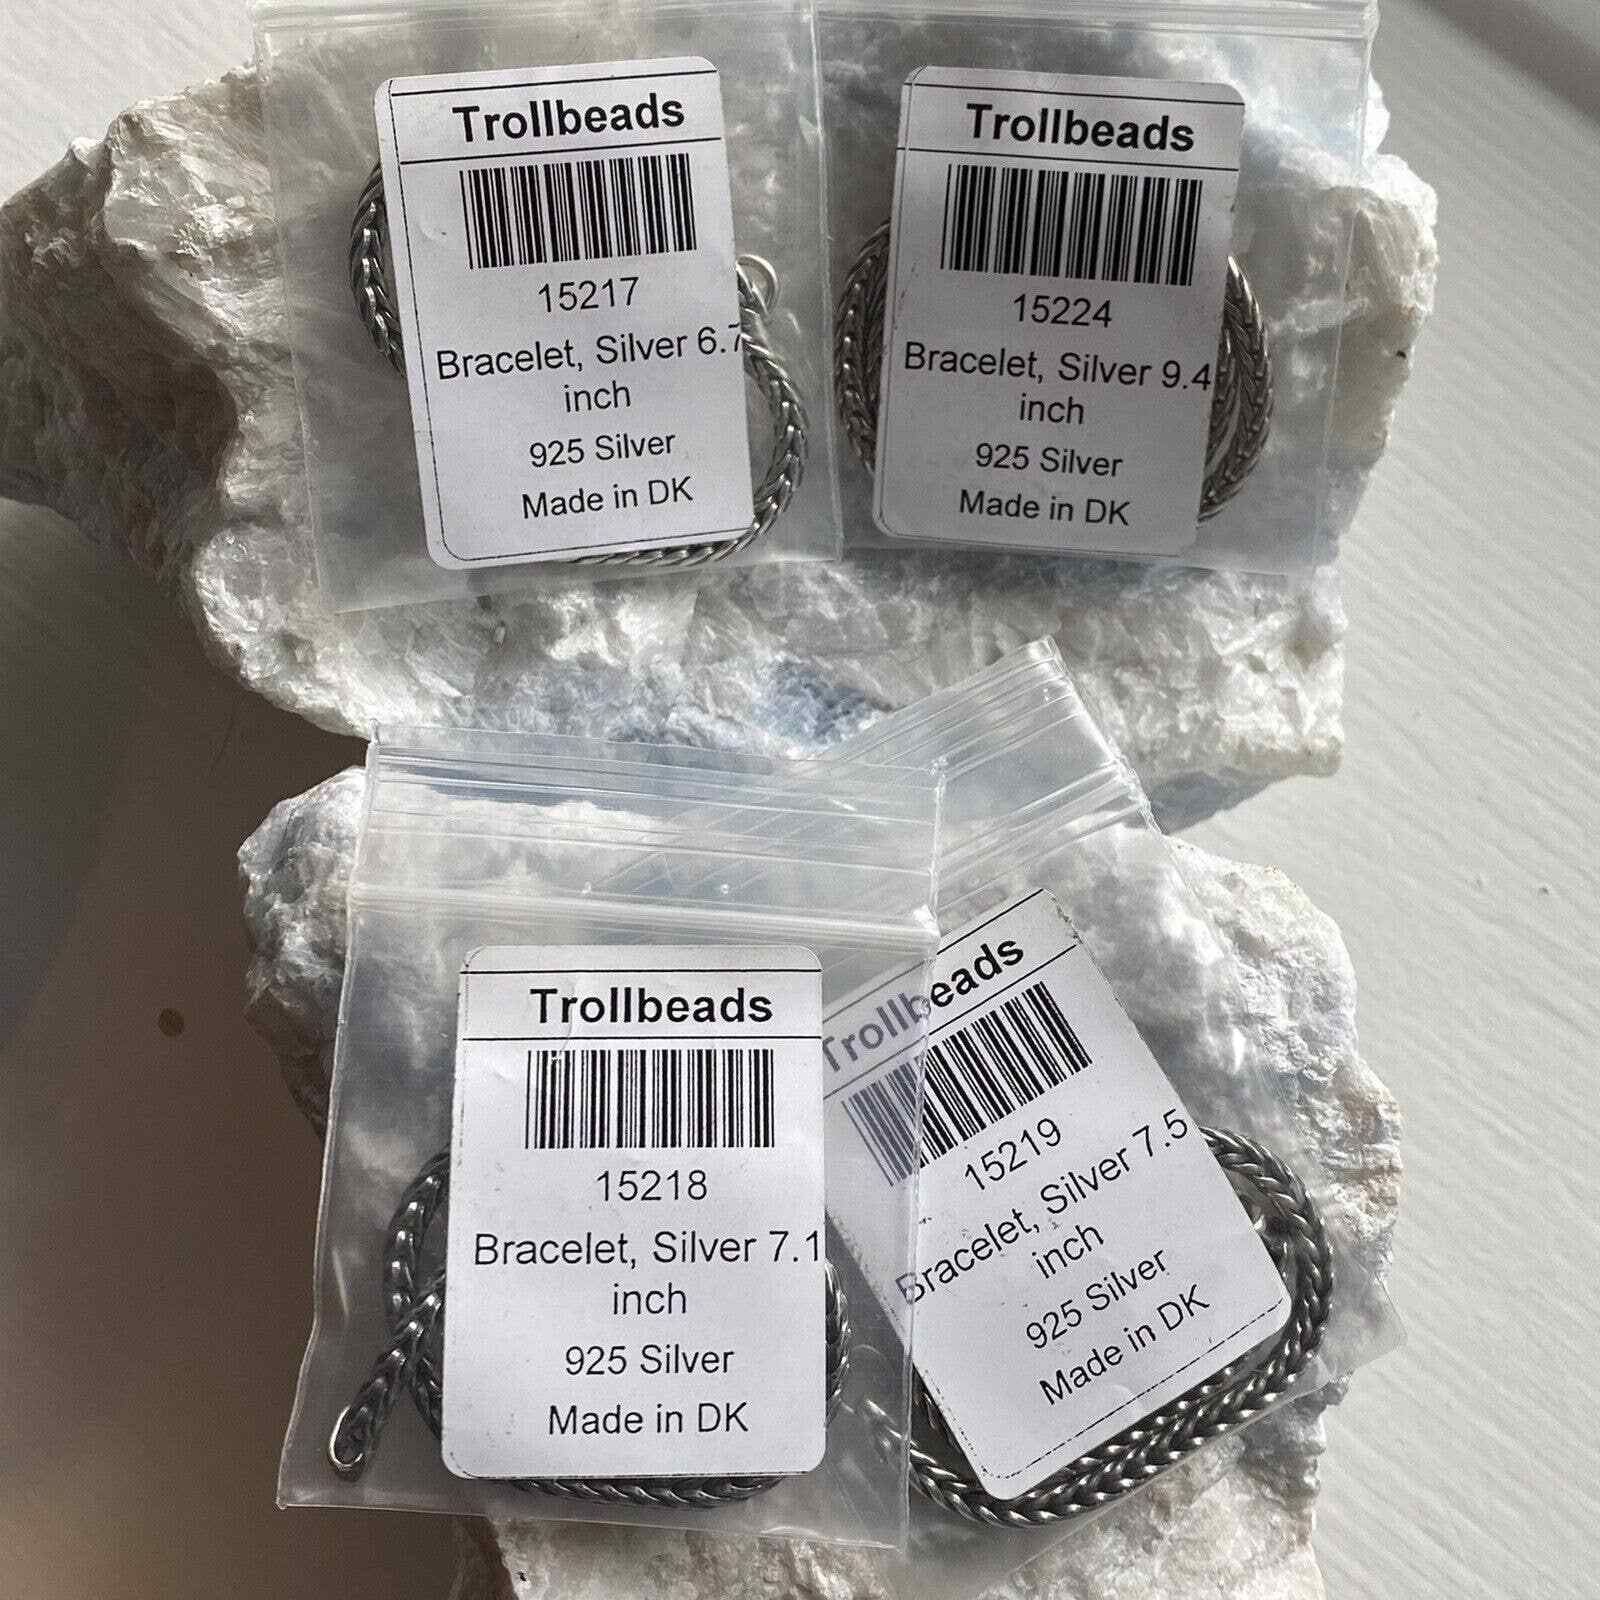 Trollbeads
15217
Bracelet, Silver 6.7
inch
925 Silver
Made in DK
Trollbeads
15224
Bracelet, Silver 9.4
inch
925 Silver
Made in DK
Trollbeads
15218
Bracelet, Silver 7.1
inch
925 Silver
Made in DK
Trollbeads
15219
Bracelet, Silver 7.5
inch
925 Silver
Made in DK